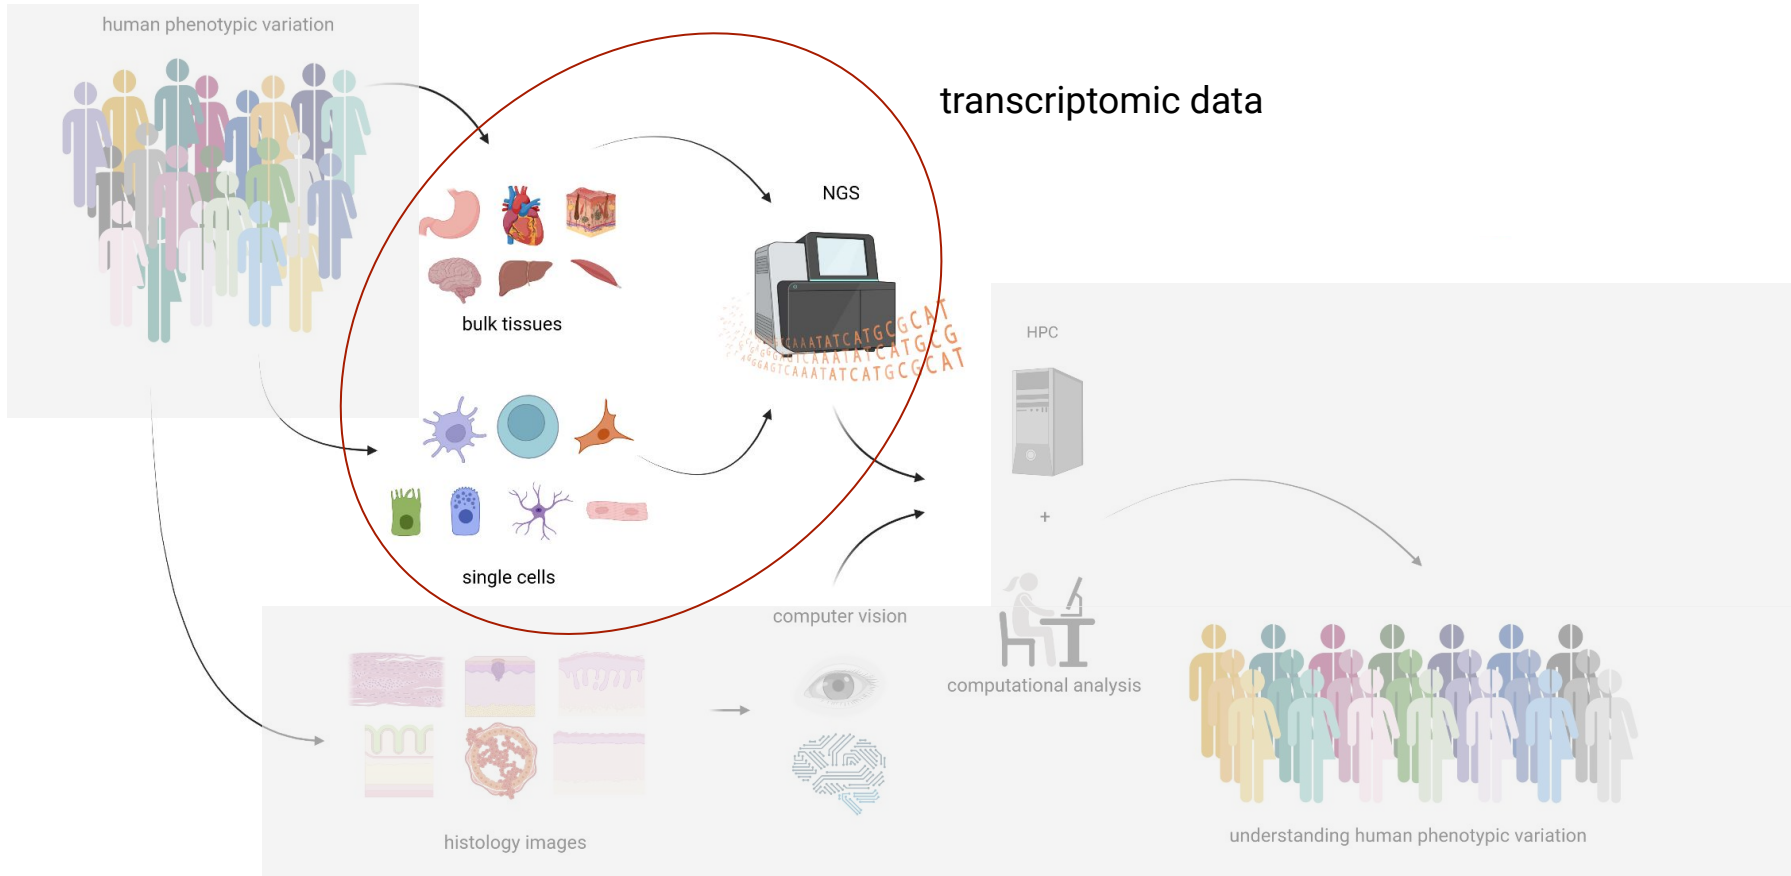 human phenotypic variation
transcriptomic data
NGS
bulk tissues
HPC
+
single cells
computer vision
computational analysis
histology images
understanding human phenotypic variation